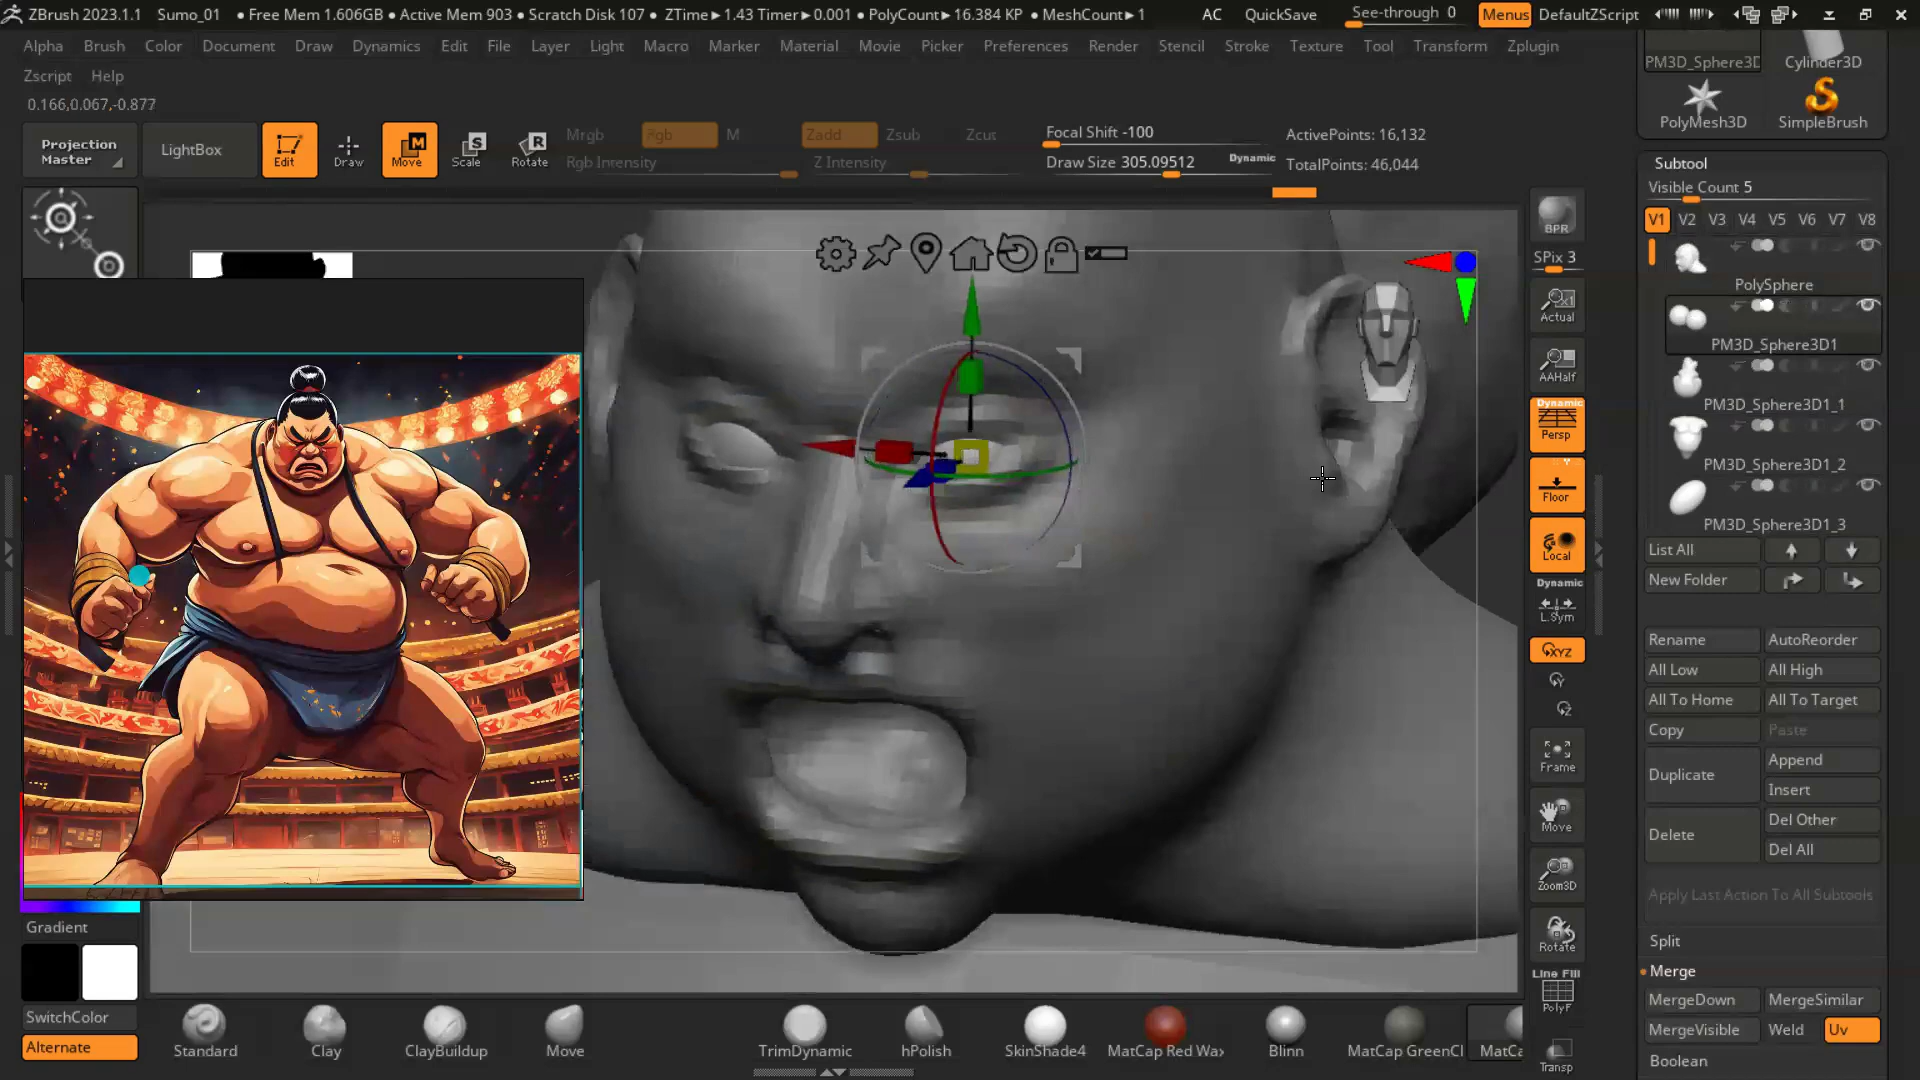 ZBrush 2023.1.1 Sumo_01 • Free Mem 1.606GB • Active Mem 903 • Scratch Disk 107 • ZTime▸1.43 Timer▸0.001 • PolyCount▸16.384 KP • MeshCount▸1 AC QuickSave See-through 0 Menus DefaultZScript
Alpha Brush Color Document Draw Dynamics Edit File Layer Light Macro Marker Material Movie Picker Preferences Render Stencil Stroke Texture Tool Transform Zplugin
Zscript Help
0.166,0.067,-0.877
Projection Master
LightBox
Edit
Draw
Move
Scale
Rotate
Mrgb Rgb M
Rgb Intensity
Zadd Zsub Zcut
Z Intensity
Focal Shift -100
Draw Size 305.09512 Dynamic
ActivePoints: 16,132
TotalPoints: 46,044
BPR
SPix 3
Actual
AAHalf
Dynamic
Persp
Floor
Local
Dynamic
L.Sym
XYZ
Y
Z
Frame
Move
Zoom3D
Rotate
Line Fill
PolyF
Transp
PM3D_Sphere3D
Cylinder3D
PolyMesh3D
SimpleBrush
Subtool
Visible Count 5
V1 V2 V3 V4 V5 V6 V7 V8
PolySphere
PM3D_Sphere3D1
PM3D_Sphere3D1_1
PM3D_Sphere3D1_2
PM3D_Sphere3D1_3
List All
New Folder
Rename AutoReorder
All Low All High
All To Home All To Target
Copy Paste
Duplicate Append
Insert
Delete Del Other
Del All
Apply Last Action To All Subtools
Split
Merge
MergeDown MergeSimilar
MergeVisible Weld Uv
Boolean
Gradient
SwitchColor
Alternate
Standard Clay ClayBuildup Move TrimDynamic hPolish SkinShade4 MatCap Red Wax Blinn MatCap GreenCl MatCa